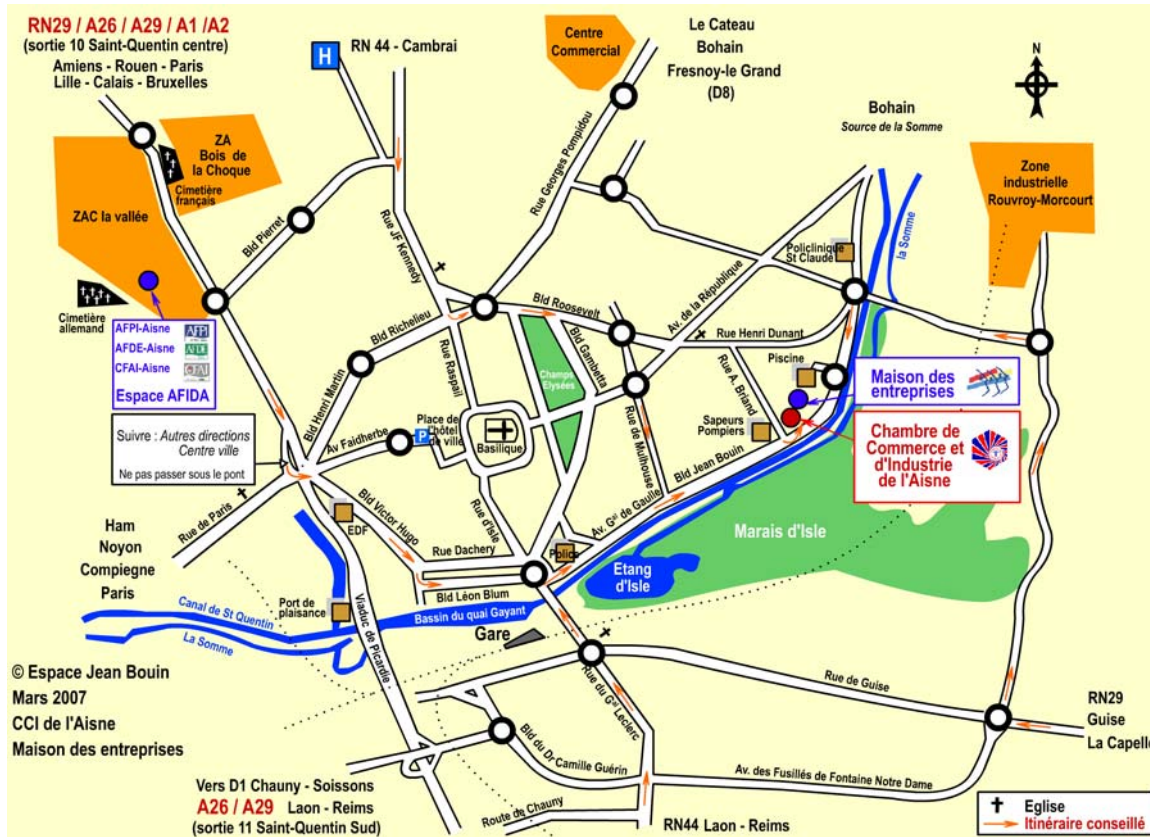 RN29 / A26 / A29 / A1 /A2
(sortie 10 Saint-Quentin centre)
Amiens - Rouen - Paris
Lille - Calais - Bruxelles
H
RN 44 - Cambrai
Centre
Commercial
Le Cateau
Bohain
Fresnoy-le Grand
(D8)
N
Bohain
Source de la Somme
ZA
Bois de
la Choque
Cimetière
français
ZAC la vallée
Cimetière
allemand
Bld Pierret
Rue JF Kennedy
Rue Georges Pompidou
Zone
industrielle
Rouvroy-Morcourt
la Somme
Policlinique
St Claude
Av. de la République
AFPI-Aisne
AFPI
AFDE-Aisne
AFDE
CFAI-Aisne
CFAI
Espace AFIDA
Bld Richelieu
Bld Roosevelt
Bld Gambetta
Rue Henri Dunant
Rue Raspail
Champs
Elysées
Piscine
Rue A. Briand
Maison des
entreprises
Bld Henri Martin
Suivre : Autres directions
Centre ville
Ne pas passer sous le pont
Av Faidherbe
P
Place de
l'hôtel
de ville
Basilique
Rue de Mulhouse
Sapeurs
Pompiers
Chambre de
Commerce et
d'Industrie
de l'Aisne
Bld Jean Bouin
Rue de Paris
EDF
Bld Victor Hugo
Rue d'Isle
Av. Gal de Gaulle
Marais d'Isle
Ham
Noyon
Compiegne
Paris
Rue Dachery
Police
Etang
d'Isle
Bld Léon Blum
Port de
plaisance
Bassin du quai Gayant
Canal de St Quentin
La Somme
Viaduc de Picardie
Gare
© Espace Jean Bouin
Mars 2007
CCI de l'Aisne
Maison des entreprises
Rue du Gal Leclerc
Rue de Guise
RN29
Guise
La Capelle
Bld du Dr Camille Guérin
Av. des Fusillés de Fontaine Notre Dame
Vers D1 Chauny - Soissons
A26 / A29 Laon - Reims
(sortie 11 Saint-Quentin Sud)
Route de Chauny
RN44 Laon - Reims
Eglise
Itinéraire conseillé